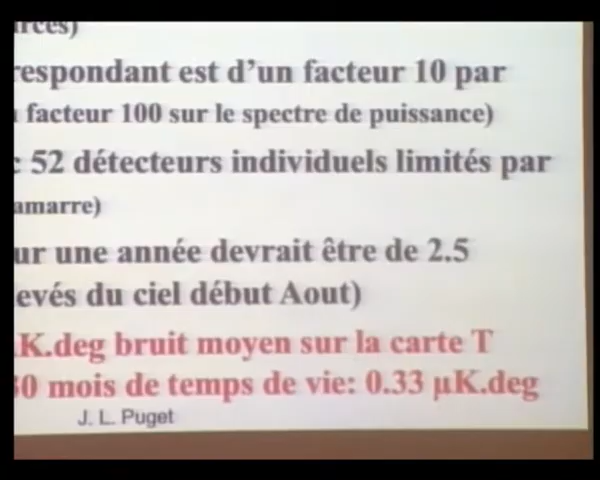 respondant est d'un facteur 10 par
facteur 100 sur le spectre de puissance)
52 détecteurs individuels limités par
amarre)
ur une année devrait être de 2.5
evés du ciel début Aout)
K.deg bruit moyen sur la carte T
0 mois de temps de vie: 0.33 μK.deg
J. L. Puget